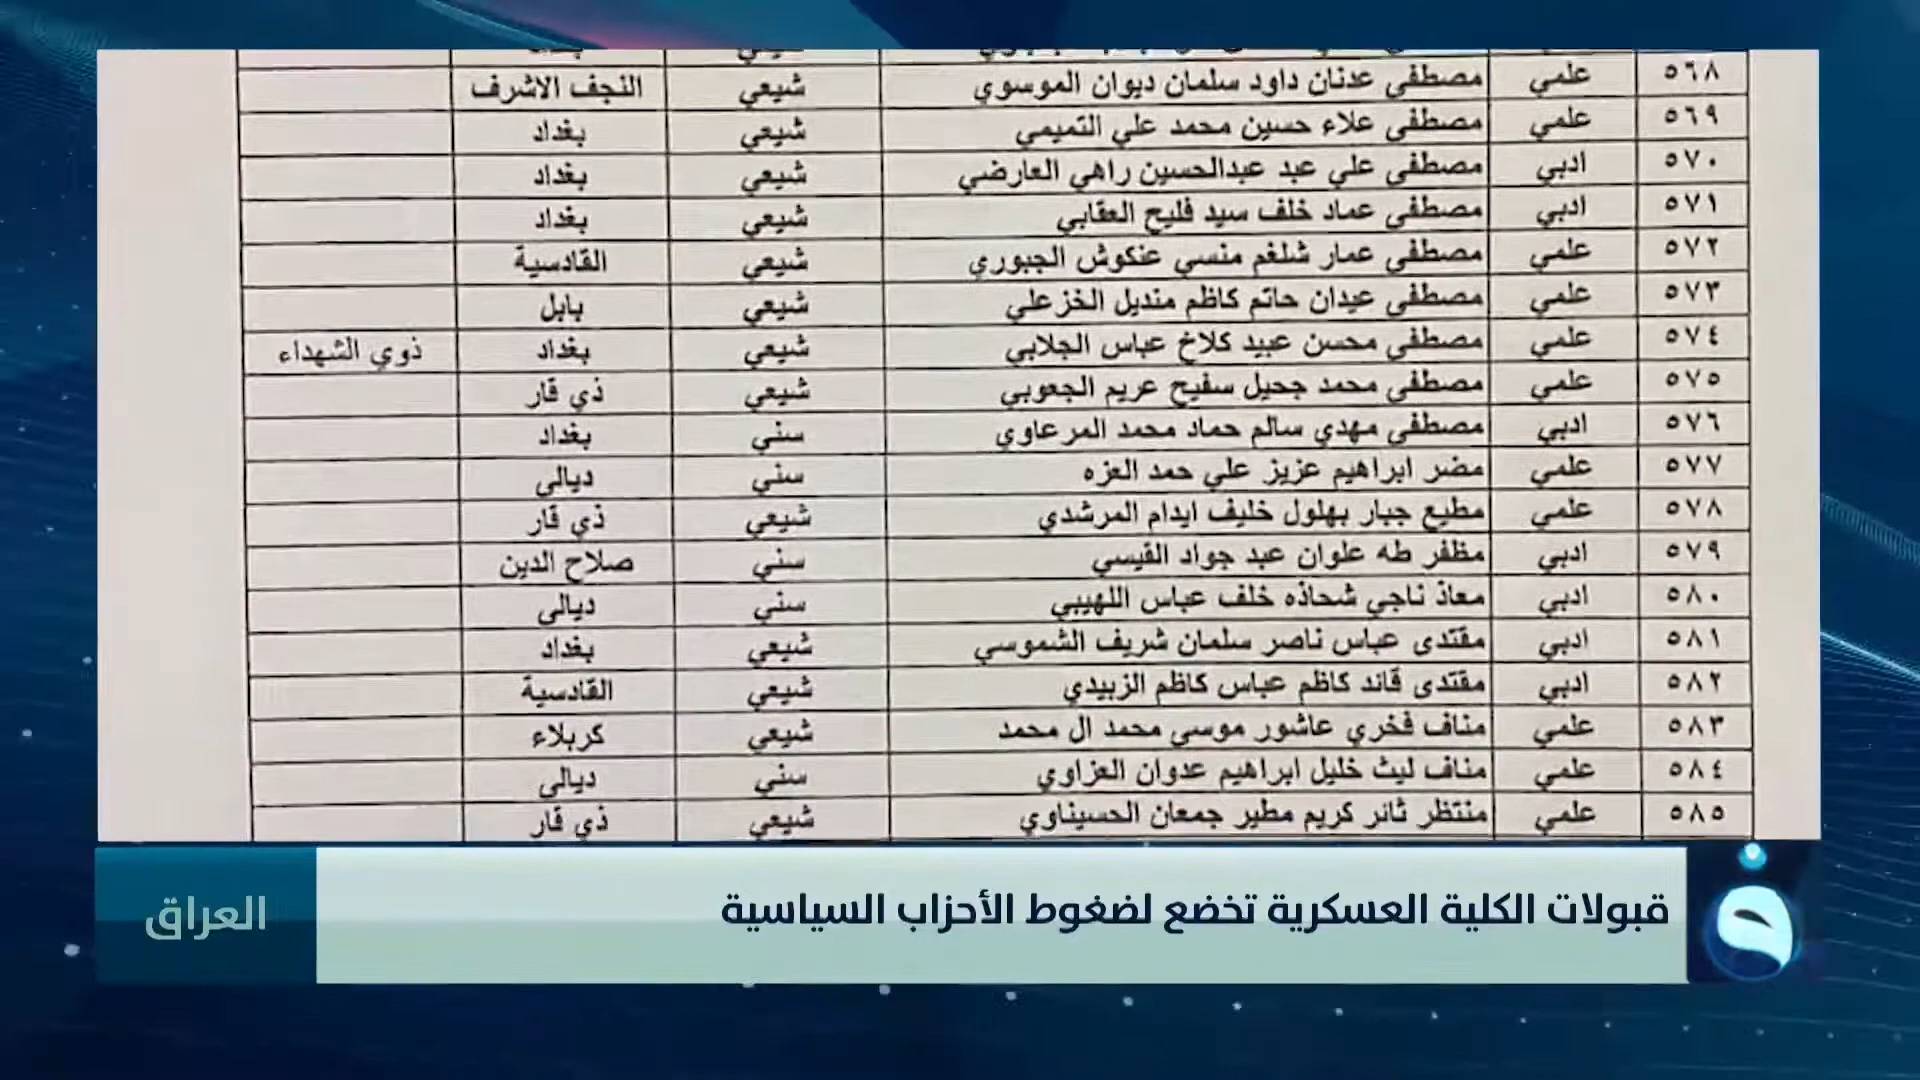 ٥٦٨ علمي مصطفى عدنان داود سلمان ديوان الموسوي شيعي النجف الاشرف
٥٦٩ علمي مصطفى علاء حسين محمد علي التميمي شيعي بغداد
٥٧٠ ادبي مصطفى علي عبد عبدالحسين راهي العارضي شيعي بغداد
٥٧١ ادبي مصطفى عماد خلف سيد فليح العقابي شيعي بغداد
٥٧٢ علمي مصطفى عمار شلغم منسي عنكوش الجبوري شيعي القادسية
٥٧٣ علمي مصطفى عيدان حاتم كاظم منديل الخزعلي شيعي بابل
٥٧٤ علمي مصطفى محسن عبيد كلاخ عباس الجلابي شيعي بغداد ذوي الشهداء
٥٧٥ علمي مصطفى محمد جحيل سفيح عريم الجعوبي شيعي ذي قار
٥٧٦ ادبي مصطفى مهدي سالم حماد محمد المرعاوي سني بغداد
٥٧٧ علمي مضر ابراهيم عزيز علي حمد العزه سني ديالى
٥٧٨ علمي مطيع جبار بهلول خليف ايدام المرشدي شيعي ذي قار
٥٧٩ ادبي مظفر طه علوان عبد جواد القيسي سني صلاح الدين
٥٨٠ ادبي معاذ ناجي شحاذه خلف عباس اللهيبي سني ديالى
٥٨١ ادبي مقتدى عباس ناصر سلمان شريف الشموسي شيعي بغداد
٥٨٢ ادبي مقتدى قائد كاظم عباس كاظم الزبيدي شيعي القادسية
٥٨٣ علمي مناف فخري عاشور موسى محمد ال محمد شيعي كربلاء
٥٨٤ علمي مناف ليث خليل ابراهيم عدوان العزاوي سني ديالى
٥٨٥ علمي منتظر ثائر كريم مطير جمعان الحسيناوي شيعي ذي قار
قبولات الكلية العسكرية تخضع لضغوط الأحزاب السياسية
العراق